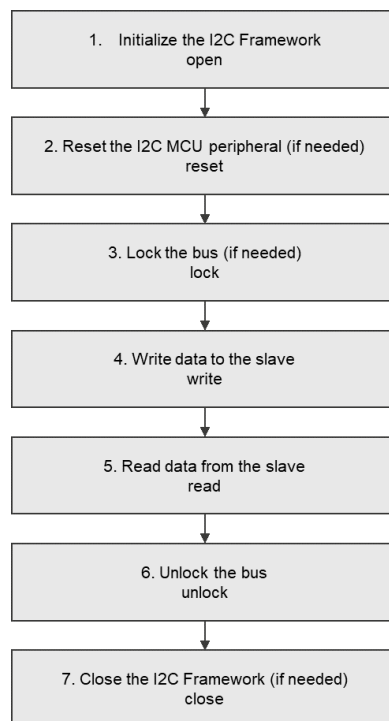 1. Initialize the I2C Framework
open
2. Reset the I2C MCU peripheral (if needed)
reset
3. Lock the bus (if needed)
lock
4. Write data to the slave
write
5. Read data from the slave
read
6. Unlock the bus
unlock
7. Close the I2C Framework (if needed)
close